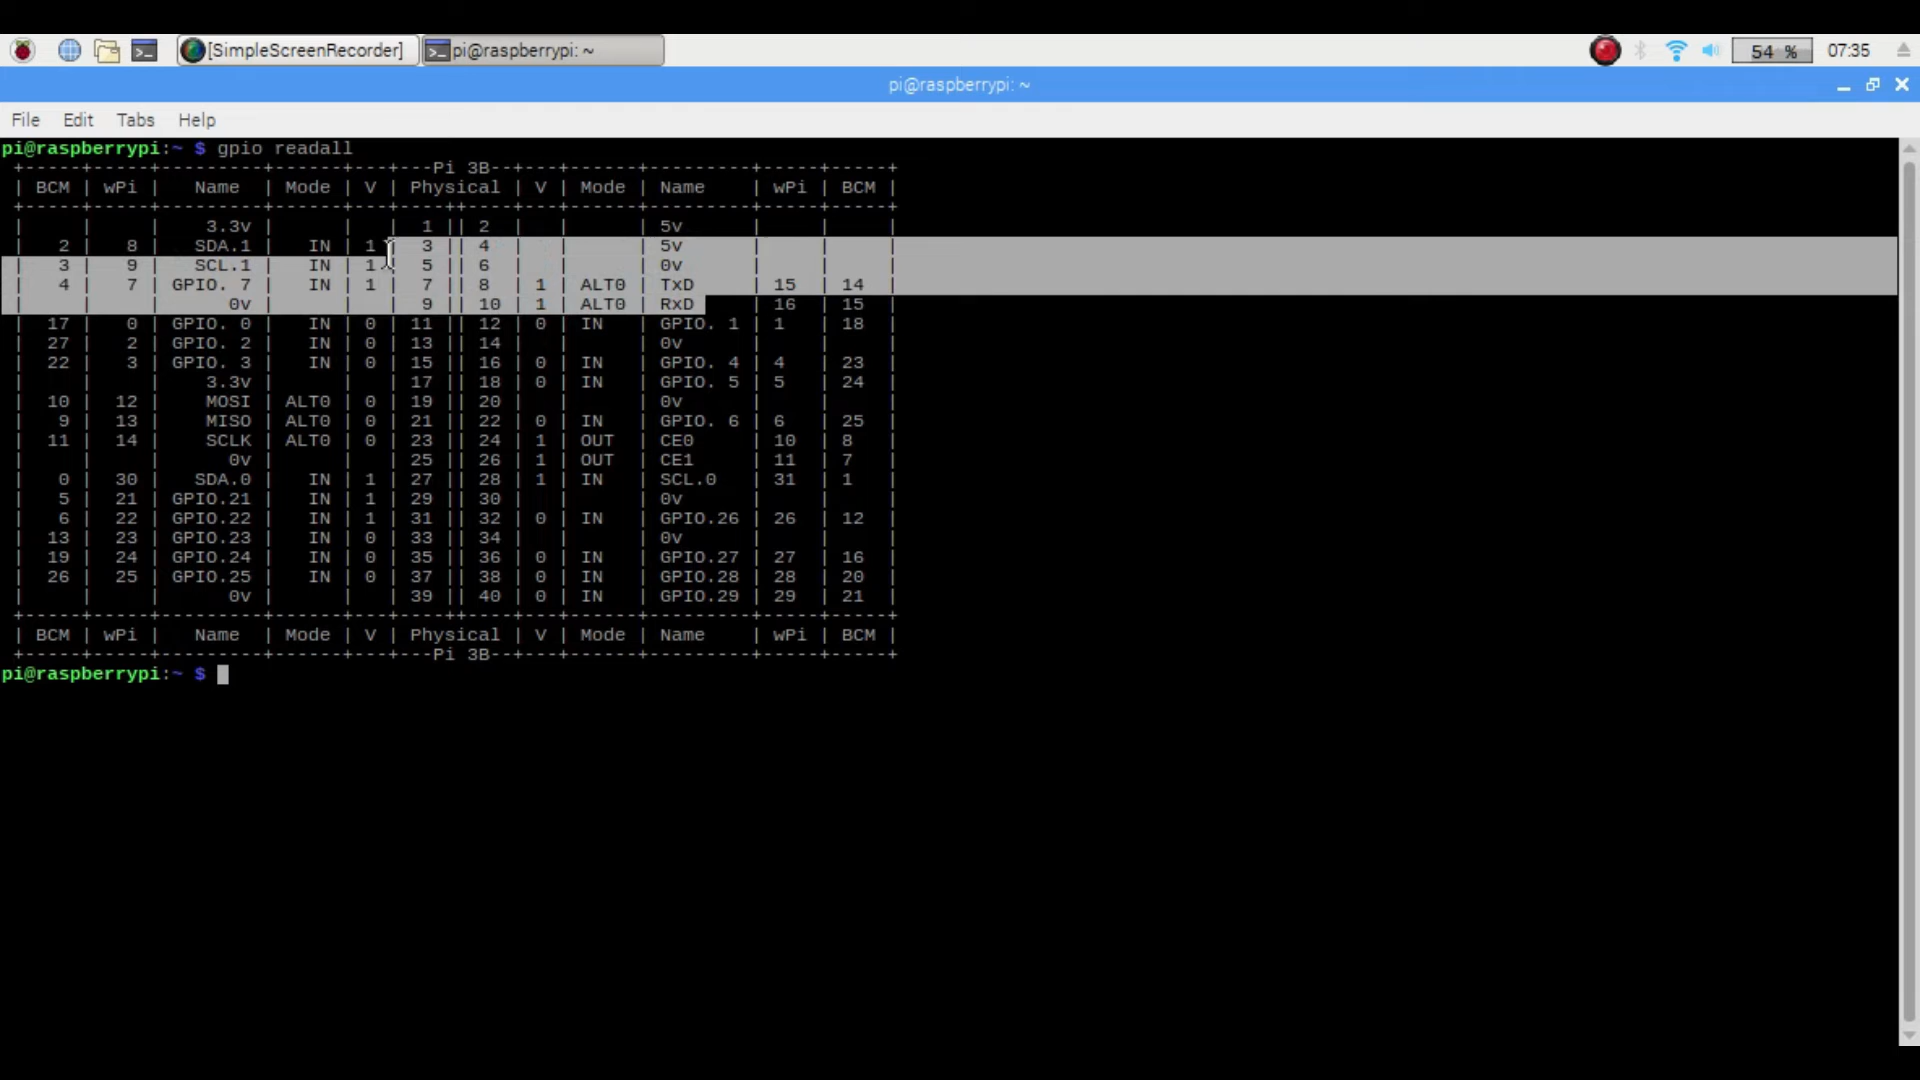 [SimpleScreenRecorder] pi@raspberrypi: ~ 54 % 07:35
pi@raspberrypi: ~
File Edit Tabs Help
pi@raspberrypi:~ $ gpio readall
+-----+-----+---------+------+---+---Pi 3B--+---+------+---------+-----+-----+
| BCM | wPi |   Name  | Mode | V | Physical | V | Mode | Name    | wPi | BCM |
+-----+-----+---------+------+---+----++----+---+------+---------+-----+-----+
|     |     |    3.3v |      |   |  1 || 2  |   |      | 5v      |     |     |
|   2 |   8 |   SDA.1 |   IN | 1 |  3 || 4  |   |      | 5v      |     |     |
|   3 |   9 |   SCL.1 |   IN | 1 |  5 || 6  |   |      | 0v      |     |     |
|   4 |   7 | GPIO. 7 |   IN | 1 |  7 || 8  | 1 | ALT0 | TxD     | 15  | 14  |
|     |     |      0v |      |   |  9 || 10 | 1 | ALT0 | RxD     | 16  | 15  |
|  17 |   0 | GPIO. 0 |   IN | 0 | 11 || 12 | 0 | IN   | GPIO. 1 | 1   | 18  |
|  27 |   2 | GPIO. 2 |   IN | 0 | 13 || 14 |   |      | 0v      |     |     |
|  22 |   3 | GPIO. 3 |   IN | 0 | 15 || 16 | 0 | IN   | GPIO. 4 | 4   | 23  |
|     |     |    3.3v |      |   | 17 || 18 | 0 | IN   | GPIO. 5 | 5   | 24  |
|  10 |  12 |    MOSI | ALT0 | 0 | 19 || 20 |   |      | 0v      |     |     |
|   9 |  13 |    MISO | ALT0 | 0 | 21 || 22 | 0 | IN   | GPIO. 6 | 6   | 25  |
|  11 |  14 |    SCLK | ALT0 | 0 | 23 || 24 | 1 | OUT  | CE0     | 10  | 8   |
|     |     |      0v |      |   | 25 || 26 | 1 | OUT  | CE1     | 11  | 7   |
|   0 |  30 |   SDA.0 |   IN | 1 | 27 || 28 | 1 | IN   | SCL.0   | 31  | 1   |
|   5 |  21 | GPIO.21 |   IN | 1 | 29 || 30 |   |      | 0v      |     |     |
|   6 |  22 | GPIO.22 |   IN | 1 | 31 || 32 | 0 | IN   | GPIO.26 | 26  | 12  |
|  13 |  23 | GPIO.23 |   IN | 0 | 33 || 34 |   |      | 0v      |     |     |
|  19 |  24 | GPIO.24 |   IN | 0 | 35 || 36 | 0 | IN   | GPIO.27 | 27  | 16  |
|  26 |  25 | GPIO.25 |   IN | 0 | 37 || 38 | 0 | IN   | GPIO.28 | 28  | 20  |
|     |     |      0v |      |   | 39 || 40 | 0 | IN   | GPIO.29 | 29  | 21  |
+-----+-----+---------+------+---+----++----+---+------+---------+-----+-----+
| BCM | wPi |   Name  | Mode | V | Physical | V | Mode | Name    | wPi | BCM |
+-----+-----+---------+------+---+---Pi 3B--+---+------+---------+-----+-----+
pi@raspberrypi:~ $